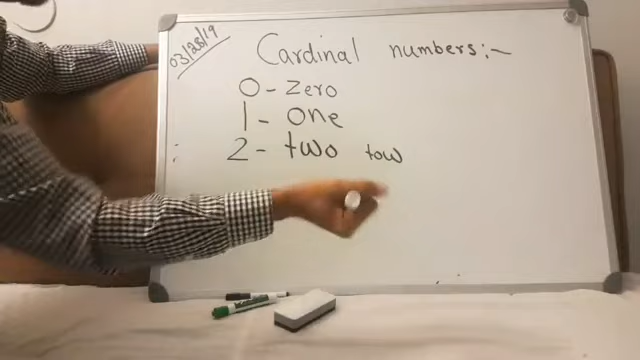 03/28/19
Cardinal numbers:-
0 - zero
1 - one
2 - two tow